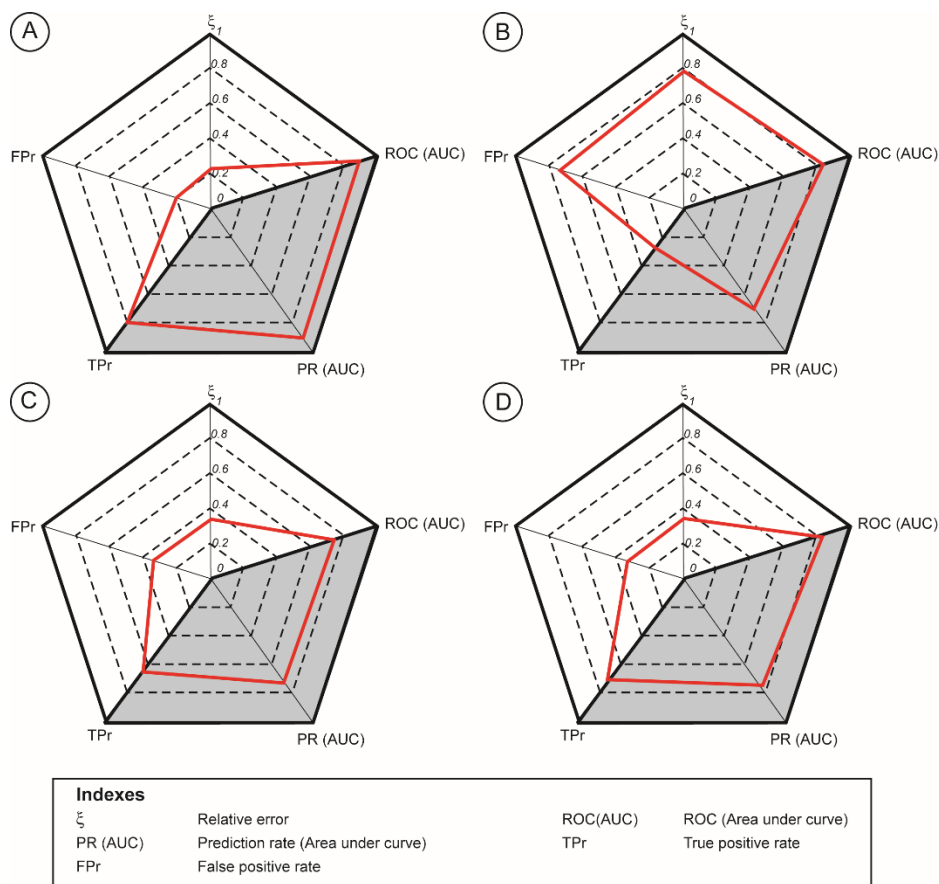 A
ξ
1
0.8
0.6
0.4
0.2
0
FPr
ROC (AUC)
TPr
PR (AUC)
B
ξ
1
0.8
0.6
0.4
0.2
0
FPr
ROC (AUC)
TPr
PR (AUC)
C
ξ
1
0.8
0.6
0.4
0.2
0
FPr
ROC (AUC)
TPr
PR (AUC)
D
ξ
1
0.8
0.6
0.4
0.2
0
FPr
ROC (AUC)
TPr
PR (AUC)
Indexes
ξ Relative error ROC(AUC) ROC (Area under curve)
PR (AUC) Prediction rate (Area under curve) TPr True positive rate
FPr False positive rate